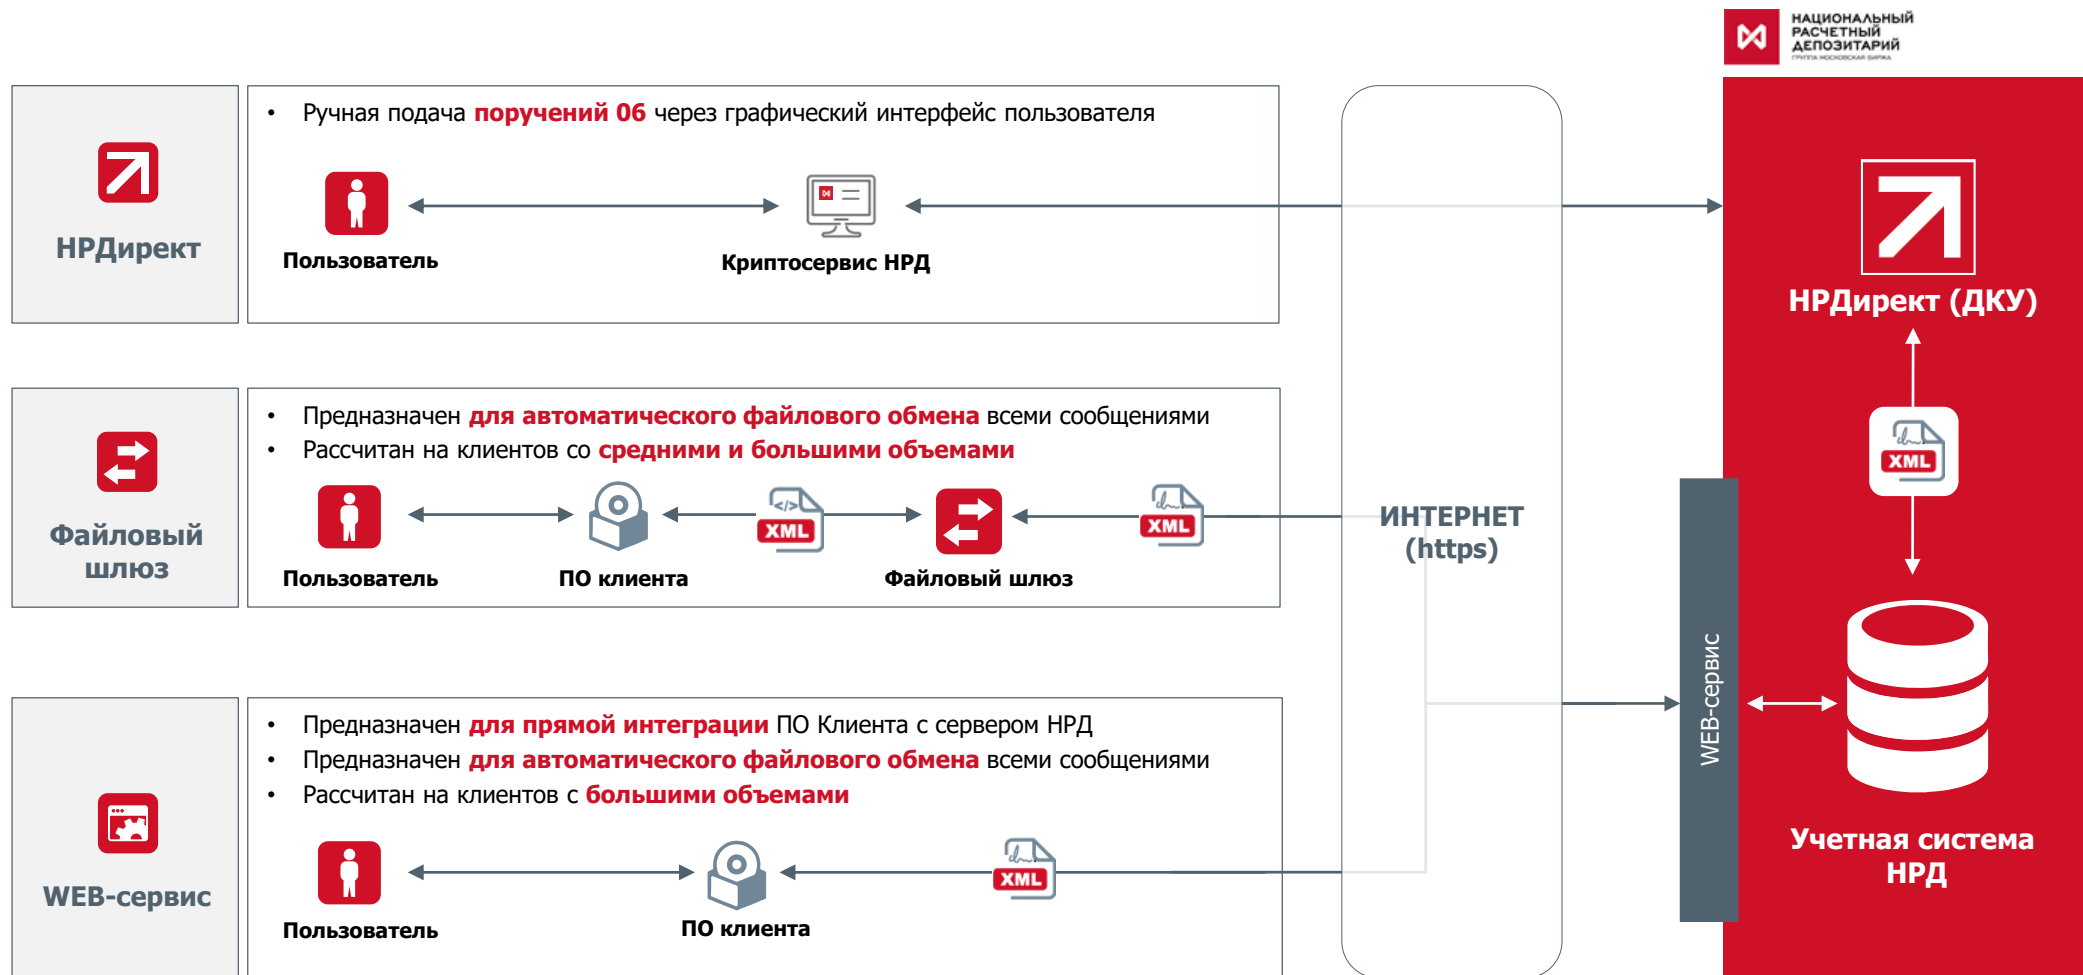 НАЦИОНАЛЬНЫЙ
РАСЧЕТНЫЙ
ДЕПОЗИТАРИЙ
ГРУППА МОСКОВСКАЯ БИРЖА
НРДирект
• Ручная подача поручений 06 через графический интерфейс пользователя
Пользователь
Криптосервис НРД
НРДирект (ДКУ)
XML
Файловый
шлюз
• Предназначен для автоматического файлового обмена всеми сообщениями
• Рассчитан на клиентов со средними и большими объемами
</>
XML
XML
Пользователь
ПО клиента
Файловый шлюз
ИНТЕРНЕТ
(https)
WEB-сервис
Учетная система
НРД
WEB-сервис
• Предназначен для прямой интеграции ПО Клиента с сервером НРД
• Предназначен для автоматического файлового обмена всеми сообщениями
• Рассчитан на клиентов с большими объемами
XML
Пользователь
ПО клиента